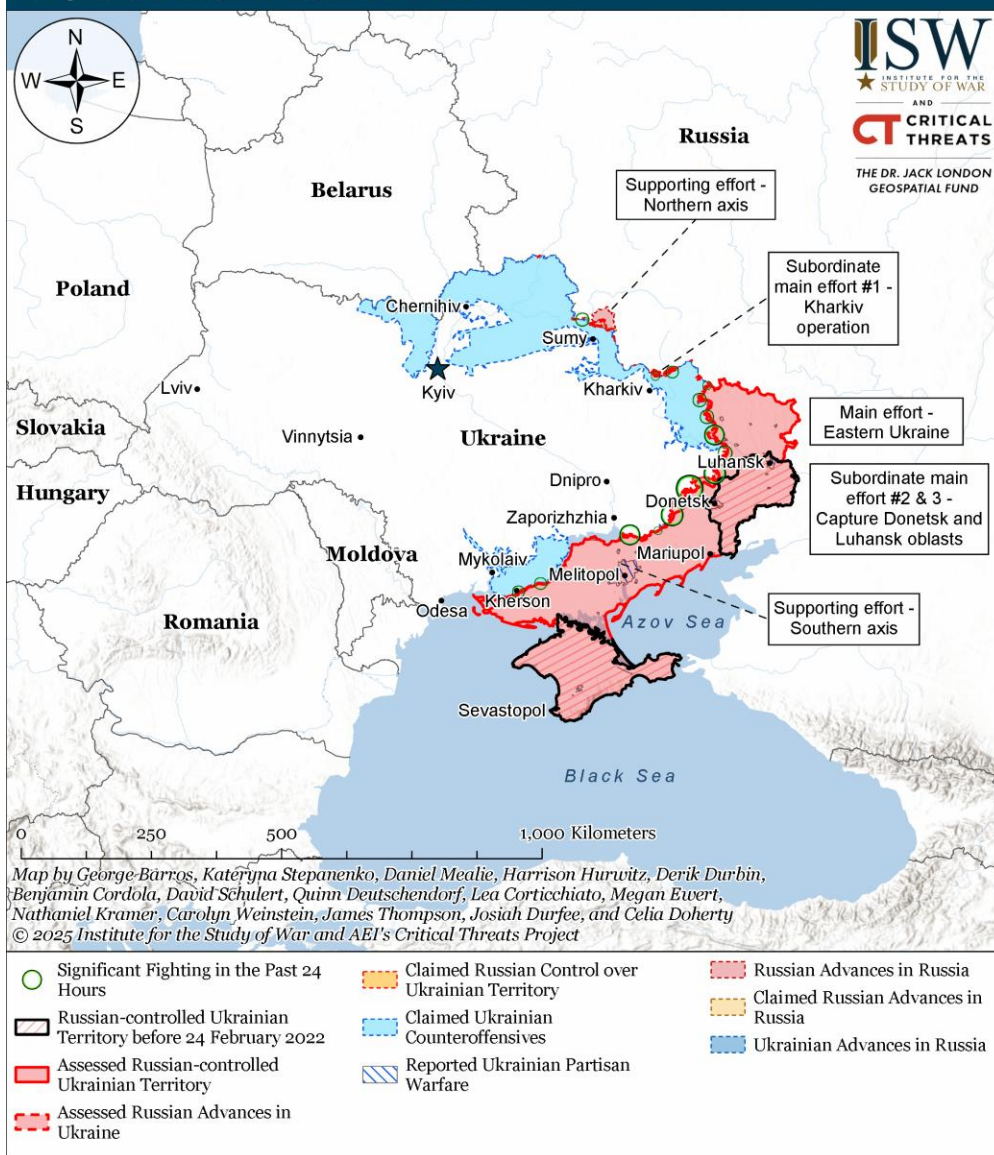 N
W
E
S
ISW
INSTITUTE FOR THE
STUDY OF WAR
AND
CT CRITICAL
THREATS
THE DR. JACK LONDON
GEOSPATIAL FUND
Russia
Supporting effort -
Northern axis
Belarus
Subordinate
main effort #1 -
Kharkiv
operation
Poland
Chernihiv
Sumy
Kyiv
Kharkiv
Lviv
Slovakia
Vinnytsia
Ukraine
Main effort -
Eastern Ukraine
Luhansk
Hungary
Dnipro
Donetsk
Subordinate main
effort #2 & 3 -
Capture Donetsk and
Luhansk oblasts
Zaporizhzhia
Moldova
Mykolaiv
Mariupol
Melitopol
Odesa
Kherson
Romania
Azov Sea
Supporting effort -
Southern axis
Sevastopol
Black Sea
0
250
500
1,000 Kilometers
Map by George Barros, Kateryna Stepanenko, Daniel Mealie, Harrison Hurwitz, Derik Durbin,
Benjamin Cordola, David Schulert, Quinn Deutschendorf, Lea Corticchiato, Megan Ewert,
Nathaniel Kramer, Carolyn Weinstein, James Thompson, Josiah Durfee, and Celia Doherty
© 2025 Institute for the Study of War and AEI's Critical Threats Project
Significant Fighting in the Past 24
Hours
Russian-controlled Ukrainian
Territory before 24 February 2022
Assessed Russian-controlled
Ukrainian Territory
Assessed Russian Advances in
Ukraine
Claimed Russian Control over
Ukrainian Territory
Claimed Ukrainian
Counteroffensives
Reported Ukrainian Partisan
Warfare
Russian Advances in Russia
Claimed Russian Advances in
Russia
Ukrainian Advances in Russia